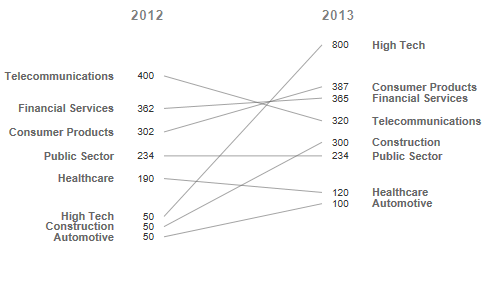 2012 2013
800 High Tech
Telecommunications 400
387 Consumer Products
365 Financial Services
Financial Services 362
320 Telecommunications
Consumer Products 302
300 Construction
Public Sector 234 234 Public Sector
Healthcare 190
120 Healthcare
100 Automotive
High Tech 50
Construction 50
Automotive 50